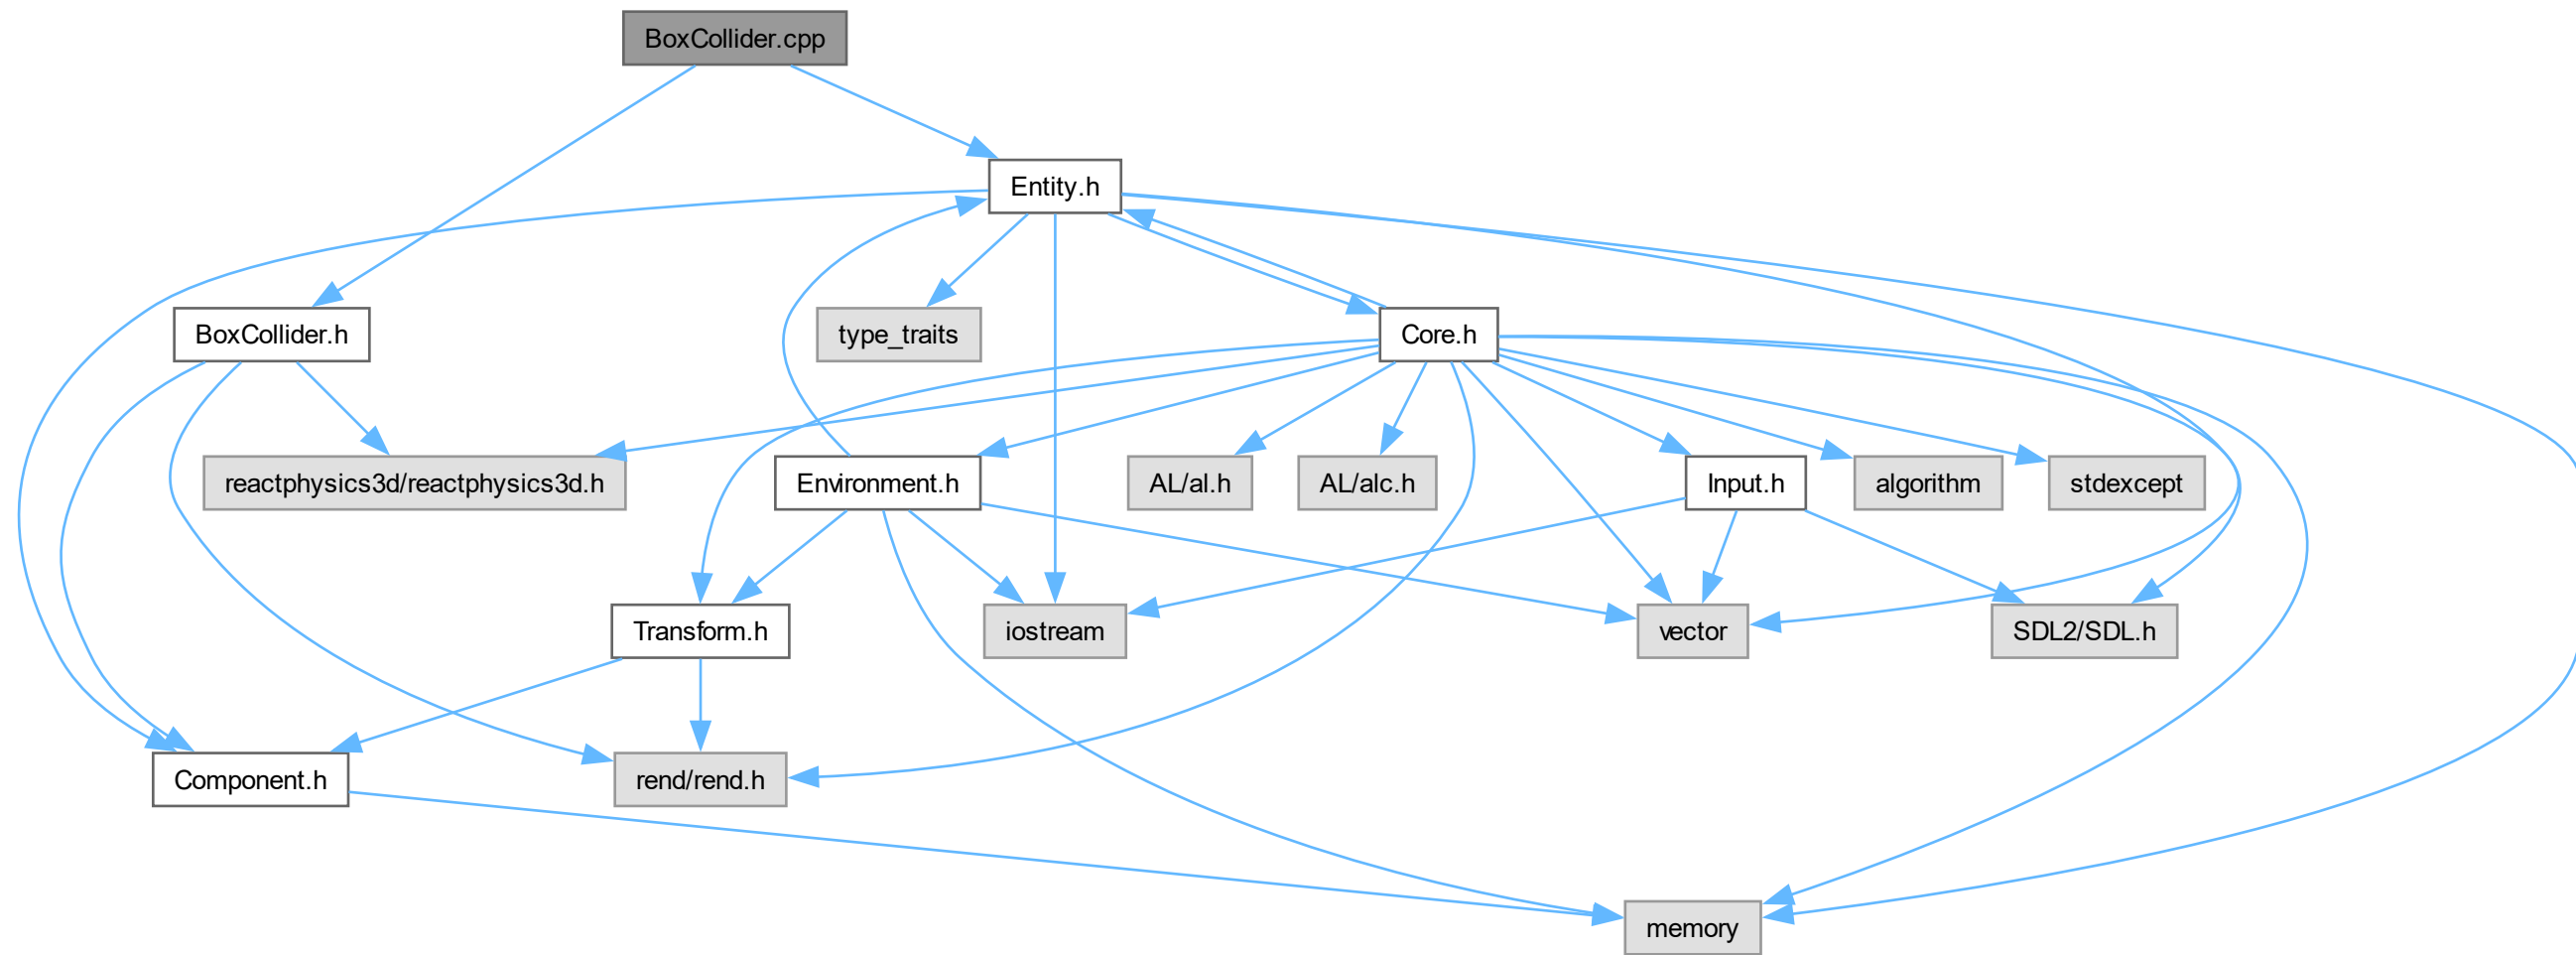 BoxCollider.cpp
Entity.h
BoxCollider.h
type_traits
Core.h
reactphysics3d/reactphysics3d.h
Environment.h
AL/al.h
AL/alc.h
Input.h
algorithm
stdexcept
Transform.h
iostream
vector
SDL2/SDL.h
Component.h
rend/rend.h
memory